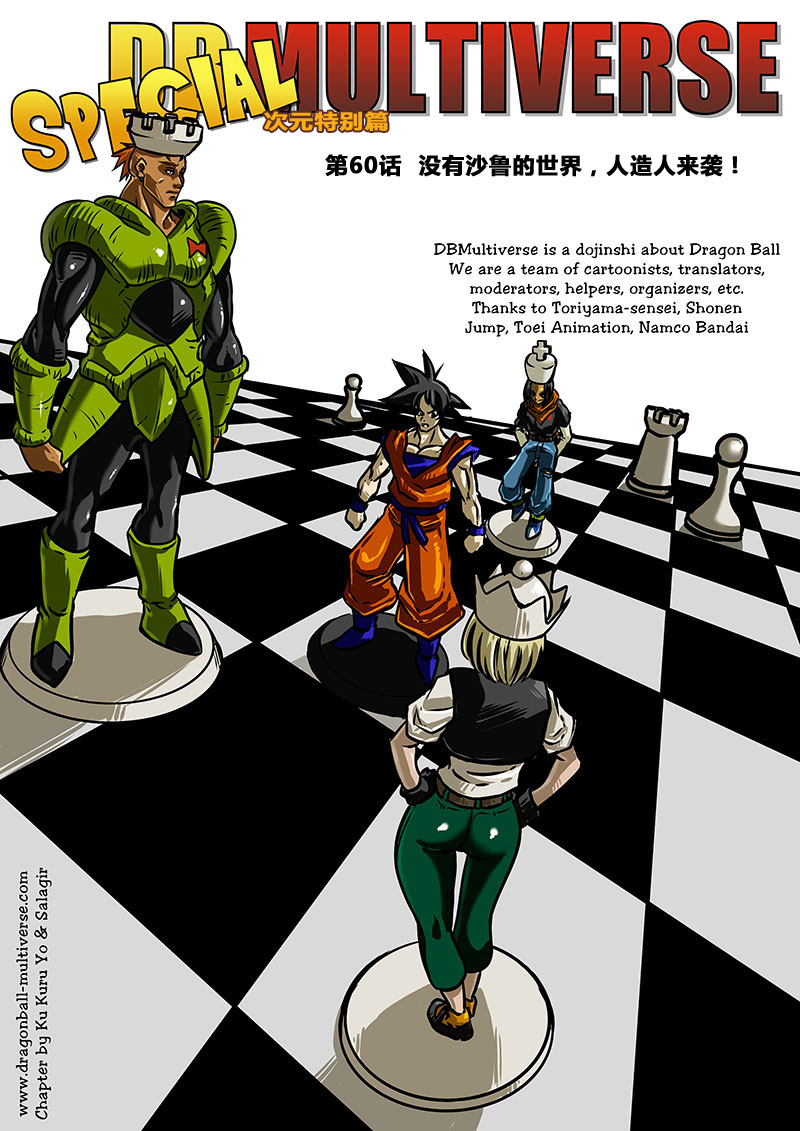 DBMULTIVERSE
SPECIAL
次元特别篇
第60话 没有沙鲁的世界，人造人来袭！
DBMultiverse is a dojinshi about Dragon Ball
We are a team of cartoonists, translators,
moderators, helpers, organizers, etc.
Thanks to Toriyama-sensei, Shonen
Jump, Toei Animation, Namco Bandai
www.dragonball-multiverse.com
Chapter by Ku Kuru Yo & Salagir